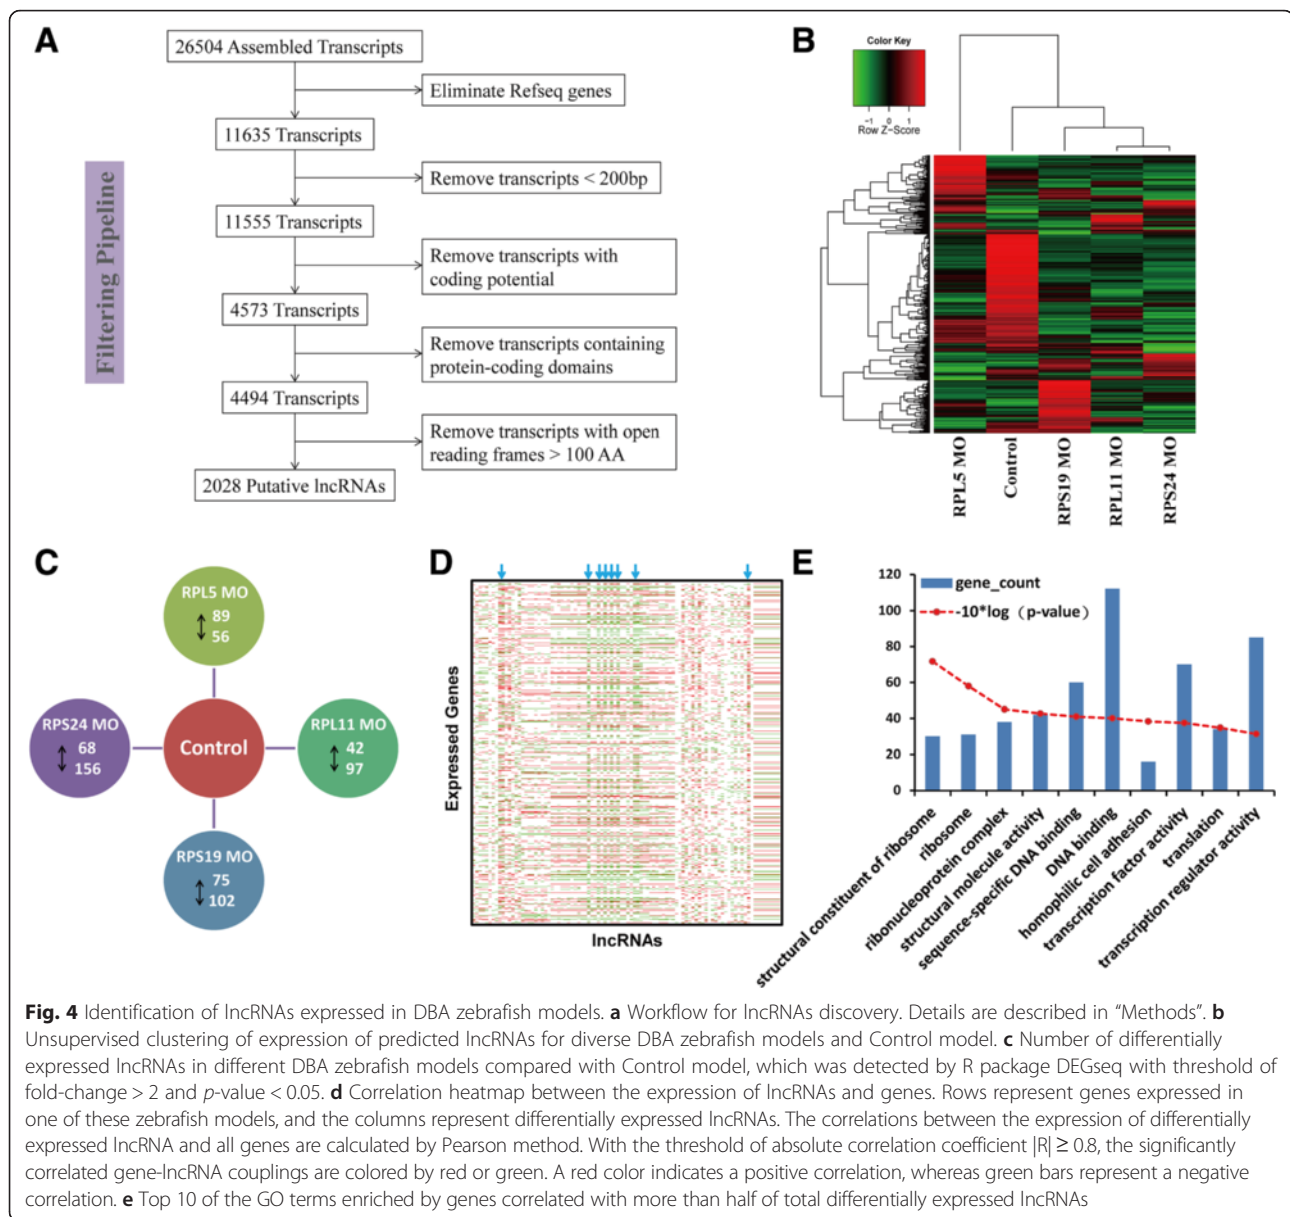 A
26504 Assembled Transcripts
Eliminate Refseq genes
11635 Transcripts
Remove transcripts < 200bp
11555 Transcripts
Remove transcripts with
coding potential
4573 Transcripts
Remove transcripts containing
protein-coding domains
4494 Transcripts
Remove transcripts with open
reading frames > 100 AA
2028 Putative lncRNAs
Filtering Pipeline
B
Color Key
−1 0 1
Row Z−Score
RPL5 MO
Control
RPS19 MO
RPL11 MO
RPS24 MO
C
RPL5 MO
89
56
RPS24 MO
68
156
Control
RPL11 MO
42
97
RPS19 MO
75
102
D
Expressed Genes
lncRNAs
E
120
100
80
60
40
20
0
gene_count
-10*log（p-value）
structural constituent of ribosome
ribosome
ribonucleoprotein complex
structural molecule activity
sequence-specific DNA binding
DNA binding
homophilic cell adhesion
transcription factor activity
translation
transcription regulator activity
Fig. 4 Identification of lncRNAs expressed in DBA zebrafish models. a Workflow for lncRNAs discovery. Details are described in “Methods”. b
Unsupervised clustering of expression of predicted lncRNAs for diverse DBA zebrafish models and Control model. c Number of differentially
expressed lncRNAs in different DBA zebrafish models compared with Control model, which was detected by R package DEGseq with threshold of
fold-change > 2 and p-value < 0.05. d Correlation heatmap between the expression of lncRNAs and genes. Rows represent genes expressed in
one of these zebrafish models, and the columns represent differentially expressed lncRNAs. The correlations between the expression of differentially
expressed lncRNA and all genes are calculated by Pearson method. With the threshold of absolute correlation coefficient |R| ≥ 0.8, the significantly
correlated gene-lncRNA couplings are colored by red or green. A red color indicates a positive correlation, whereas green bars represent a negative
correlation. e Top 10 of the GO terms enriched by genes correlated with more than half of total differentially expressed lncRNAs